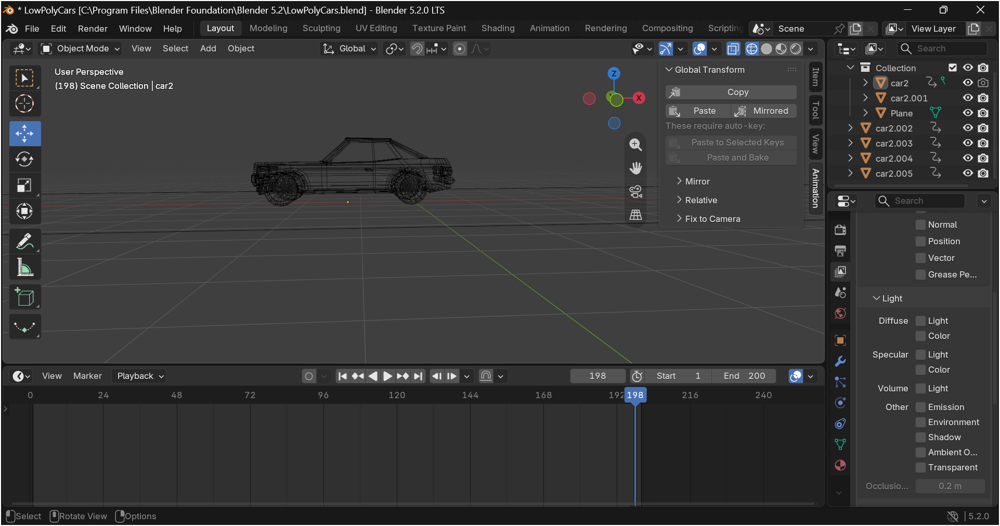 * LowPolyCars [C:\Program Files\Blender Foundation\Blender 5.2\LowPolyCars.blend] - Blender 5.2.0 LTS
File Edit Render Window Help Layout Modeling Sculpting UV Editing Texture Paint Shading Animation Rendering Compositing Scripting Scene View Layer
Object Mode View Select Add Object Global Search
User Perspective
(198) Scene Collection | car2
Z
X
Global Transform
Copy
Paste Mirrored
These require auto-key:
Paste to Selected Keys
Paste and Bake
Mirror
Relative
Fix to Camera
Item
Tool
View
Animation
Collection
car2
car2.001
Plane
car2.002
car2.003
car2.004
car2.005
Search
Normal
Position
Vector
Grease Pe...
Light
Diffuse Light
Color
Specular Light
Color
Volume Light
Other Emission
Environment
Shadow
Ambient O...
Transparent
Occlusio... 0.2 m
View Marker Playback 198 Start 1 End 200
0 24 48 72 96 120 144 168 192 198 216 240
Select Rotate View Options 5.2.0